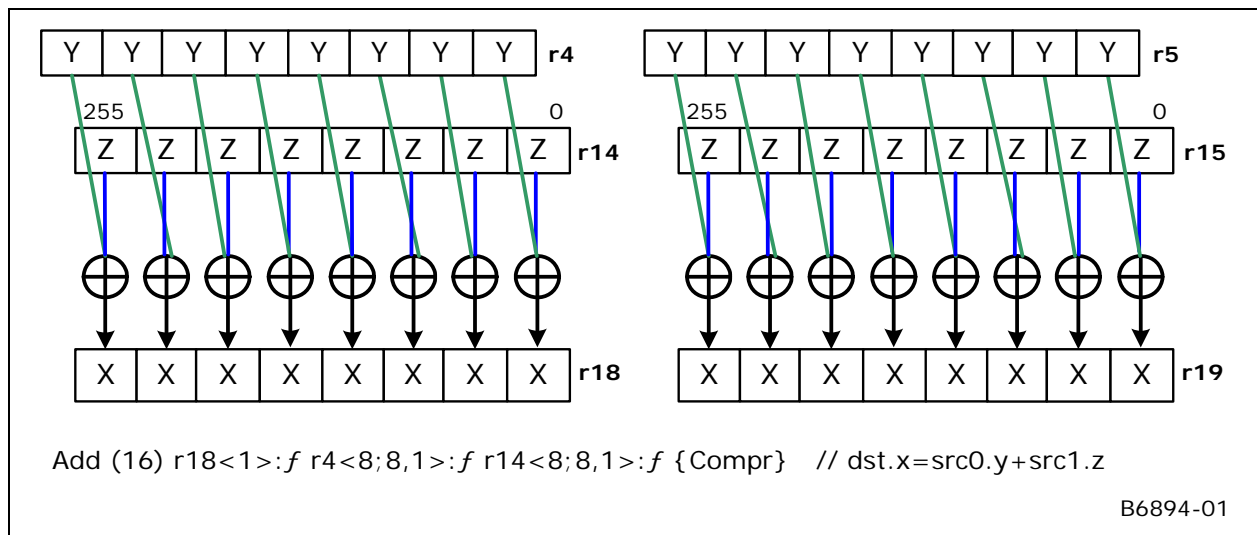 Y Y Y Y Y Y Y Y r4 Y Y Y Y Y Y Y Y r5
255 0 255 0
Z Z Z Z Z Z Z Z r14 Z Z Z Z Z Z Z Z r15
X X X X X X X X r18 X X X X X X X X r19
Add (16) r18<1>:ƒ r4<8;8,1>:ƒ r14<8;8,1>:ƒ {Compr} // dst.x=src0.y+src1.z
B6894-01